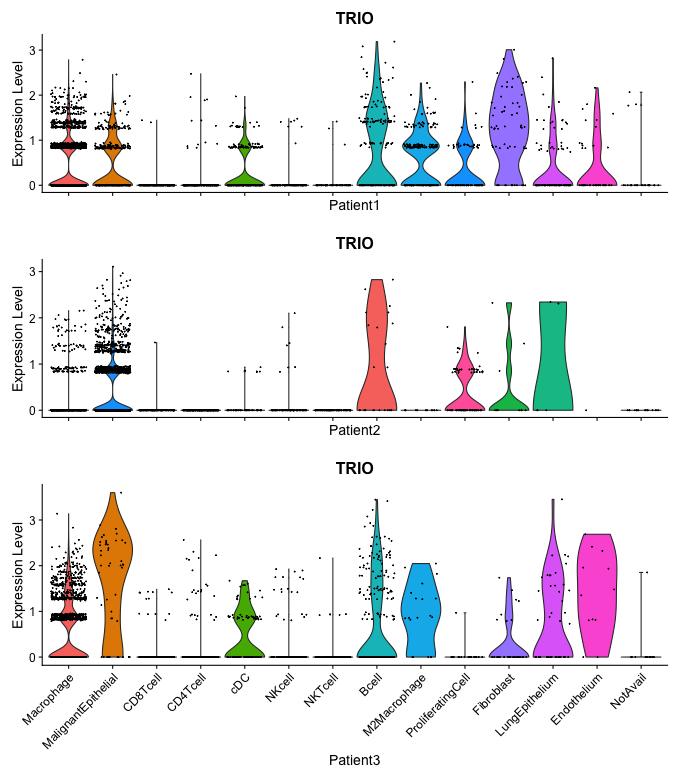 TRIO
Expression Level
3
2
1
0
Patient1
TRIO
Expression Level
3
2
1
0
Patient2
TRIO
Expression Level
3
2
1
0
Macrophage
MalignantEpithelial
CD8Tcell
CD4Tcell
cDC
NKcell
NKTcell
Bcell
M2Macrophage
ProliferatingCell
Fibroblast
LungEpithelium
Endothelium
NotAvail
Patient3